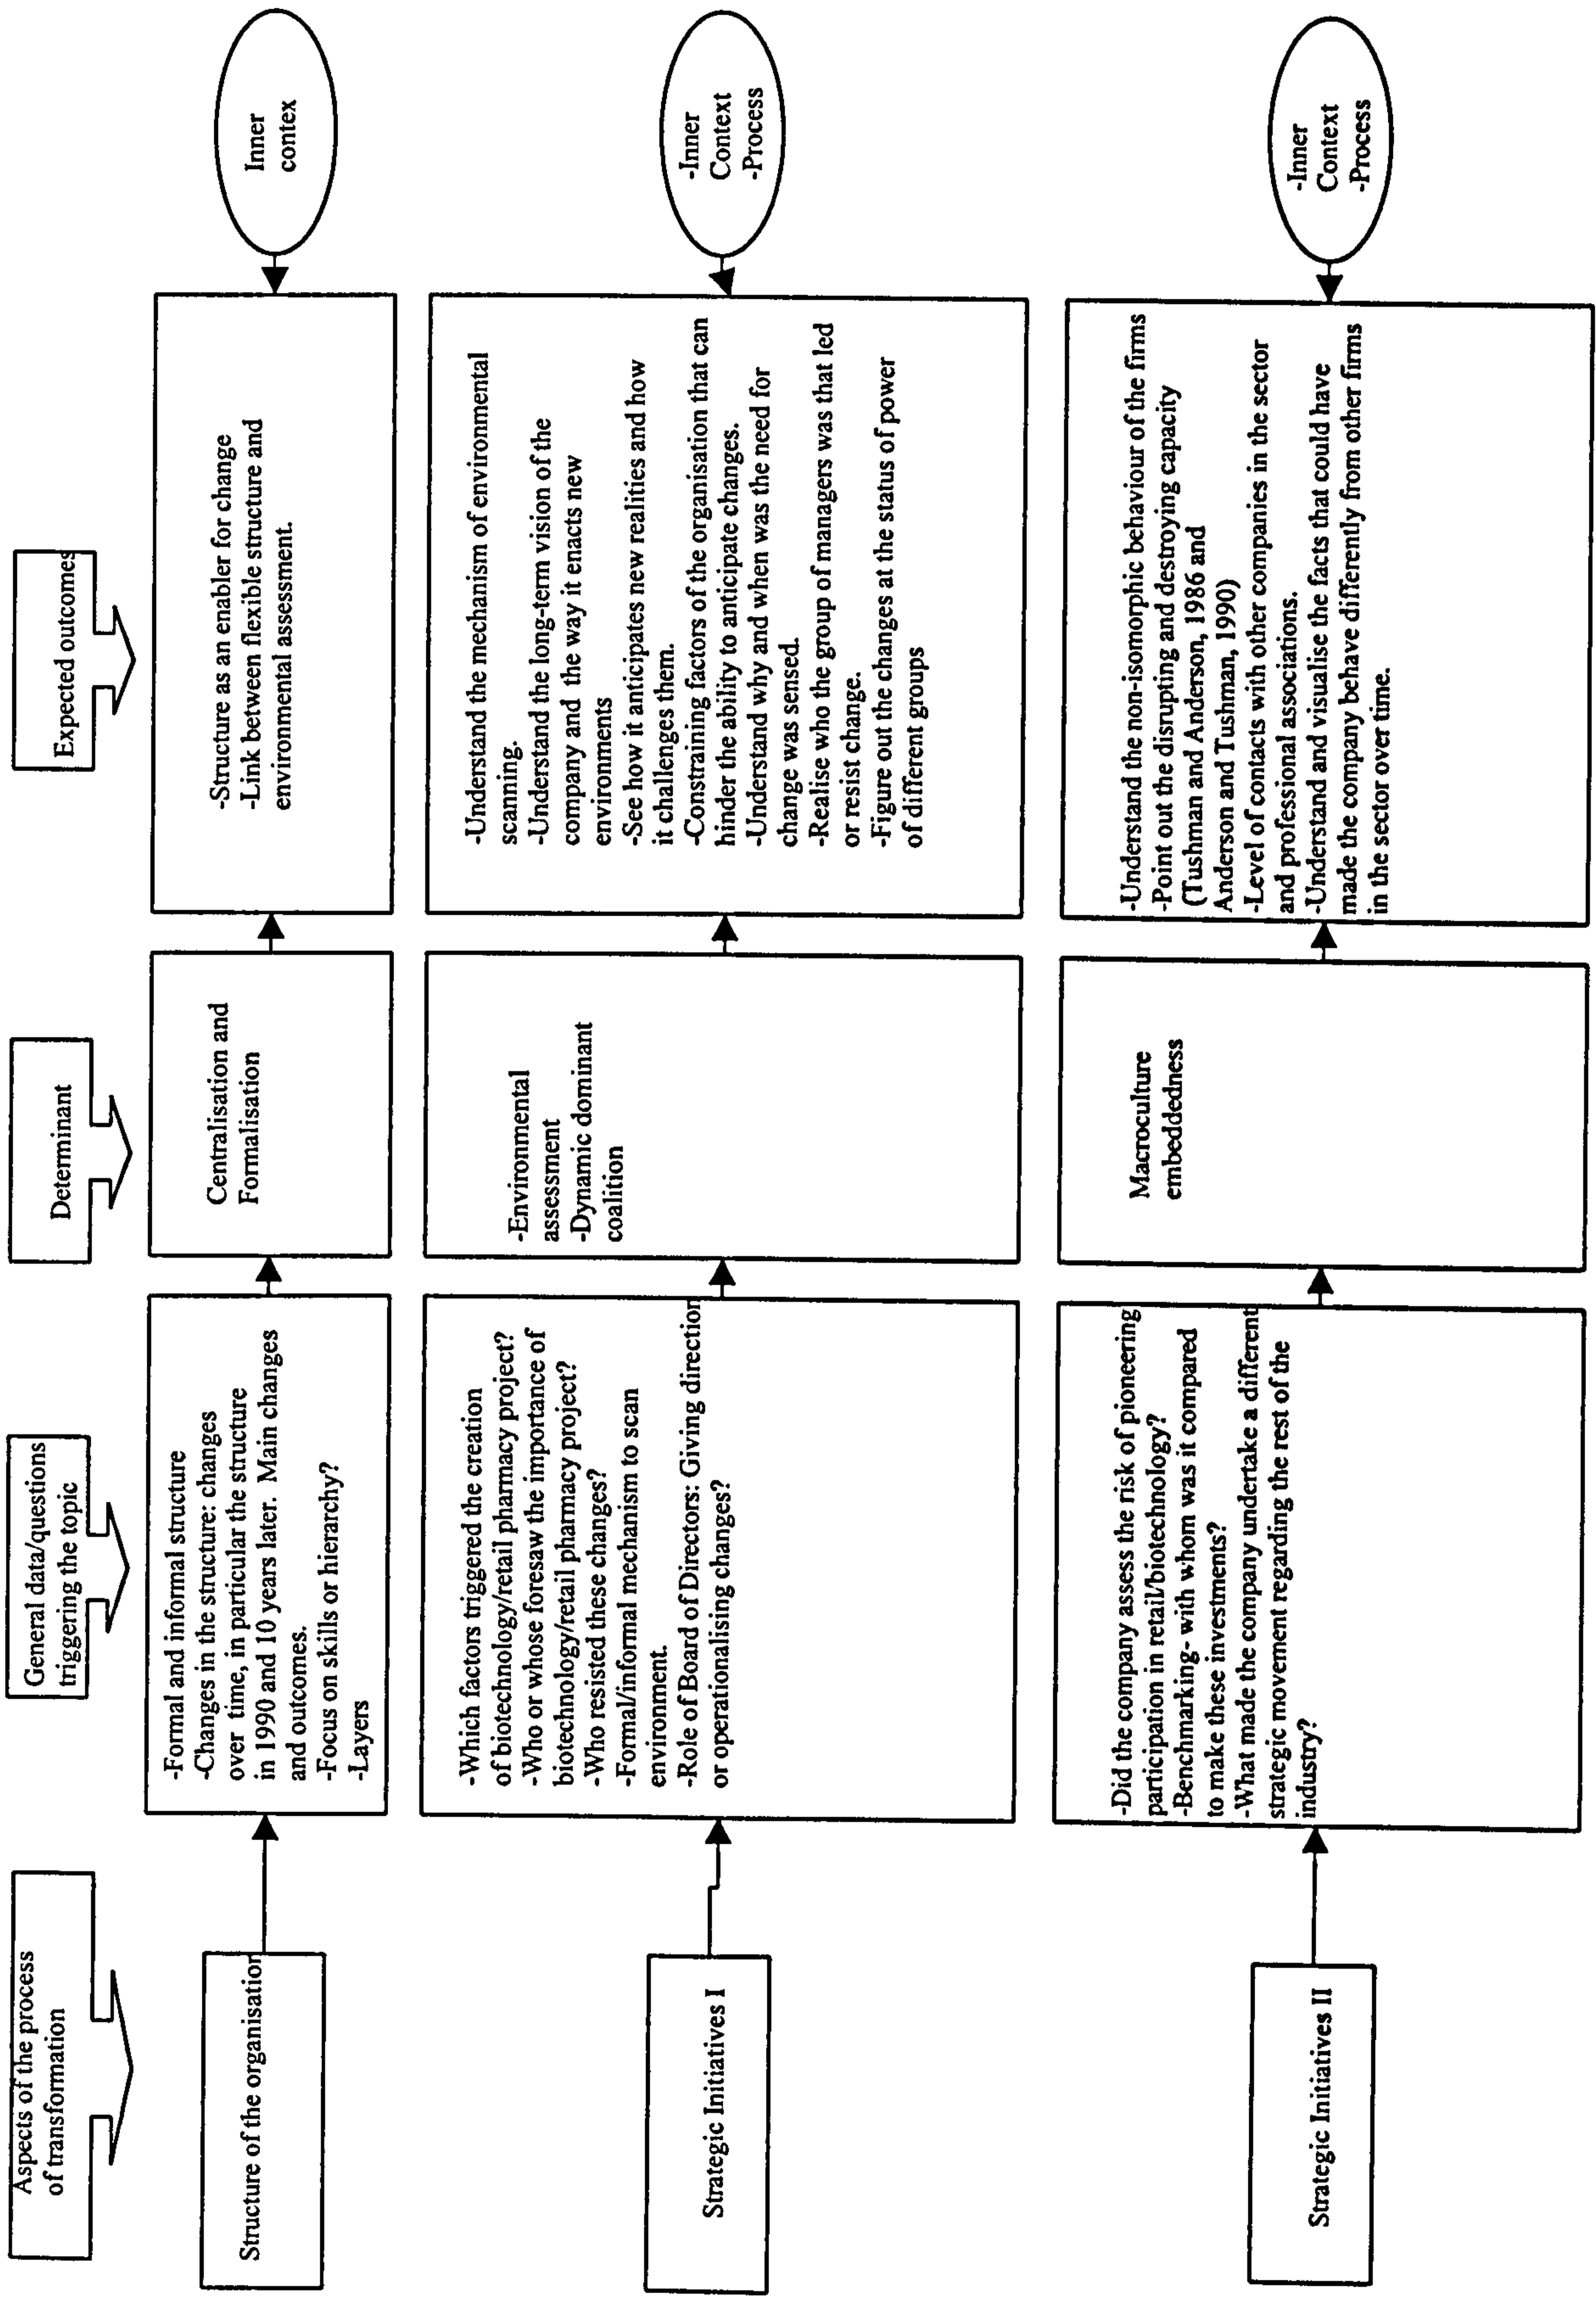 Aspects of the process
of transformation
General data/questions
triggering the topic
Determinant
Expected outcomes
Structure of the organisation
-Formal and informal structure
-Changes in the structure: changes
over time, in particular the structure
in 1990 and 10 years later. Main changes
and outcomes.
-Focus on skills or hierarchy?
-Layers
Centralisation and
Formalisation
-Structure as an enabler for change
-Link between flexible structure and
environmental assessment.
Inner
contex
Strategic Initiatives I
-Which factors triggered the creation
of biotechnology/retail pharmacy project?
-Who or whose foresaw the importance of
biotechnology/retail pharmacy project?
-Who resisted these changes?
-Formal/informal mechanism to scan
environment.
-Role of Board of Directors: Giving direction
or operationalising changes?
-Environmental
assessment
-Dynamic dominant
coalition
-Understand the mechanism of environmental
scanning.
-Understand the long-term vision of the
company and the way it enacts new
environments
-See how it anticipates new realities and how
it challenges them.
-Constraining factors of the organisation that can
hinder the ability to anticipate changes.
-Understand why and when was the need for
change was sensed.
-Realise who the group of managers was that led
or resist change.
-Figure out the changes at the status of power
of different groups
-Inner
Context
-Process
Strategic Initiatives II
-Did the company assess the risk of pioneering
participation in retail/biotechnology?
-Benchmarking- with whom was it compared
to make these investments?
-What made the company undertake a different
strategic movement regarding the rest of the
industry?
Macroculture
embeddedness
-Understand the non-isomorphic behaviour of the firms
-Point out the disrupting and destroying capacity
(Tushman and Anderson, 1986 and
Anderson and Tushman, 1990)
-Level of contacts with other companies in the sector
and professional associations.
-Understand and visualise the facts that could have
made the company behave differently from other firms
in the sector over time.
-Inner
Context
-Process